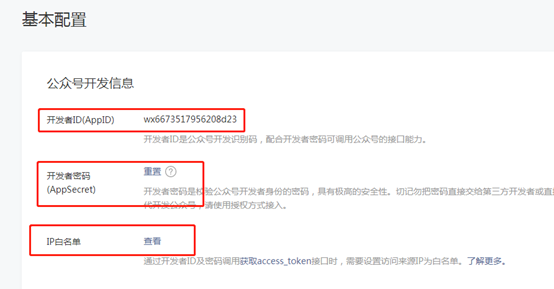 基本配置
公众号开发信息
开发者ID(AppID) wx6673517956208d23
开发者ID是公众号开发识别码，配合开发者密码可调用公众号的接口能力。
开发者密码 重置 ?
(AppSecret)
开发者密码是校验公众号开发者身份的密码，具有极高的安全性。切记勿把密码直接交给第三方开发者或直
代开发公众号，请使用授权方式接入。
IP白名单 查看
通过开发者ID及密码调用获取access_token接口时，需要设置访问来源IP为白名单。了解更多。